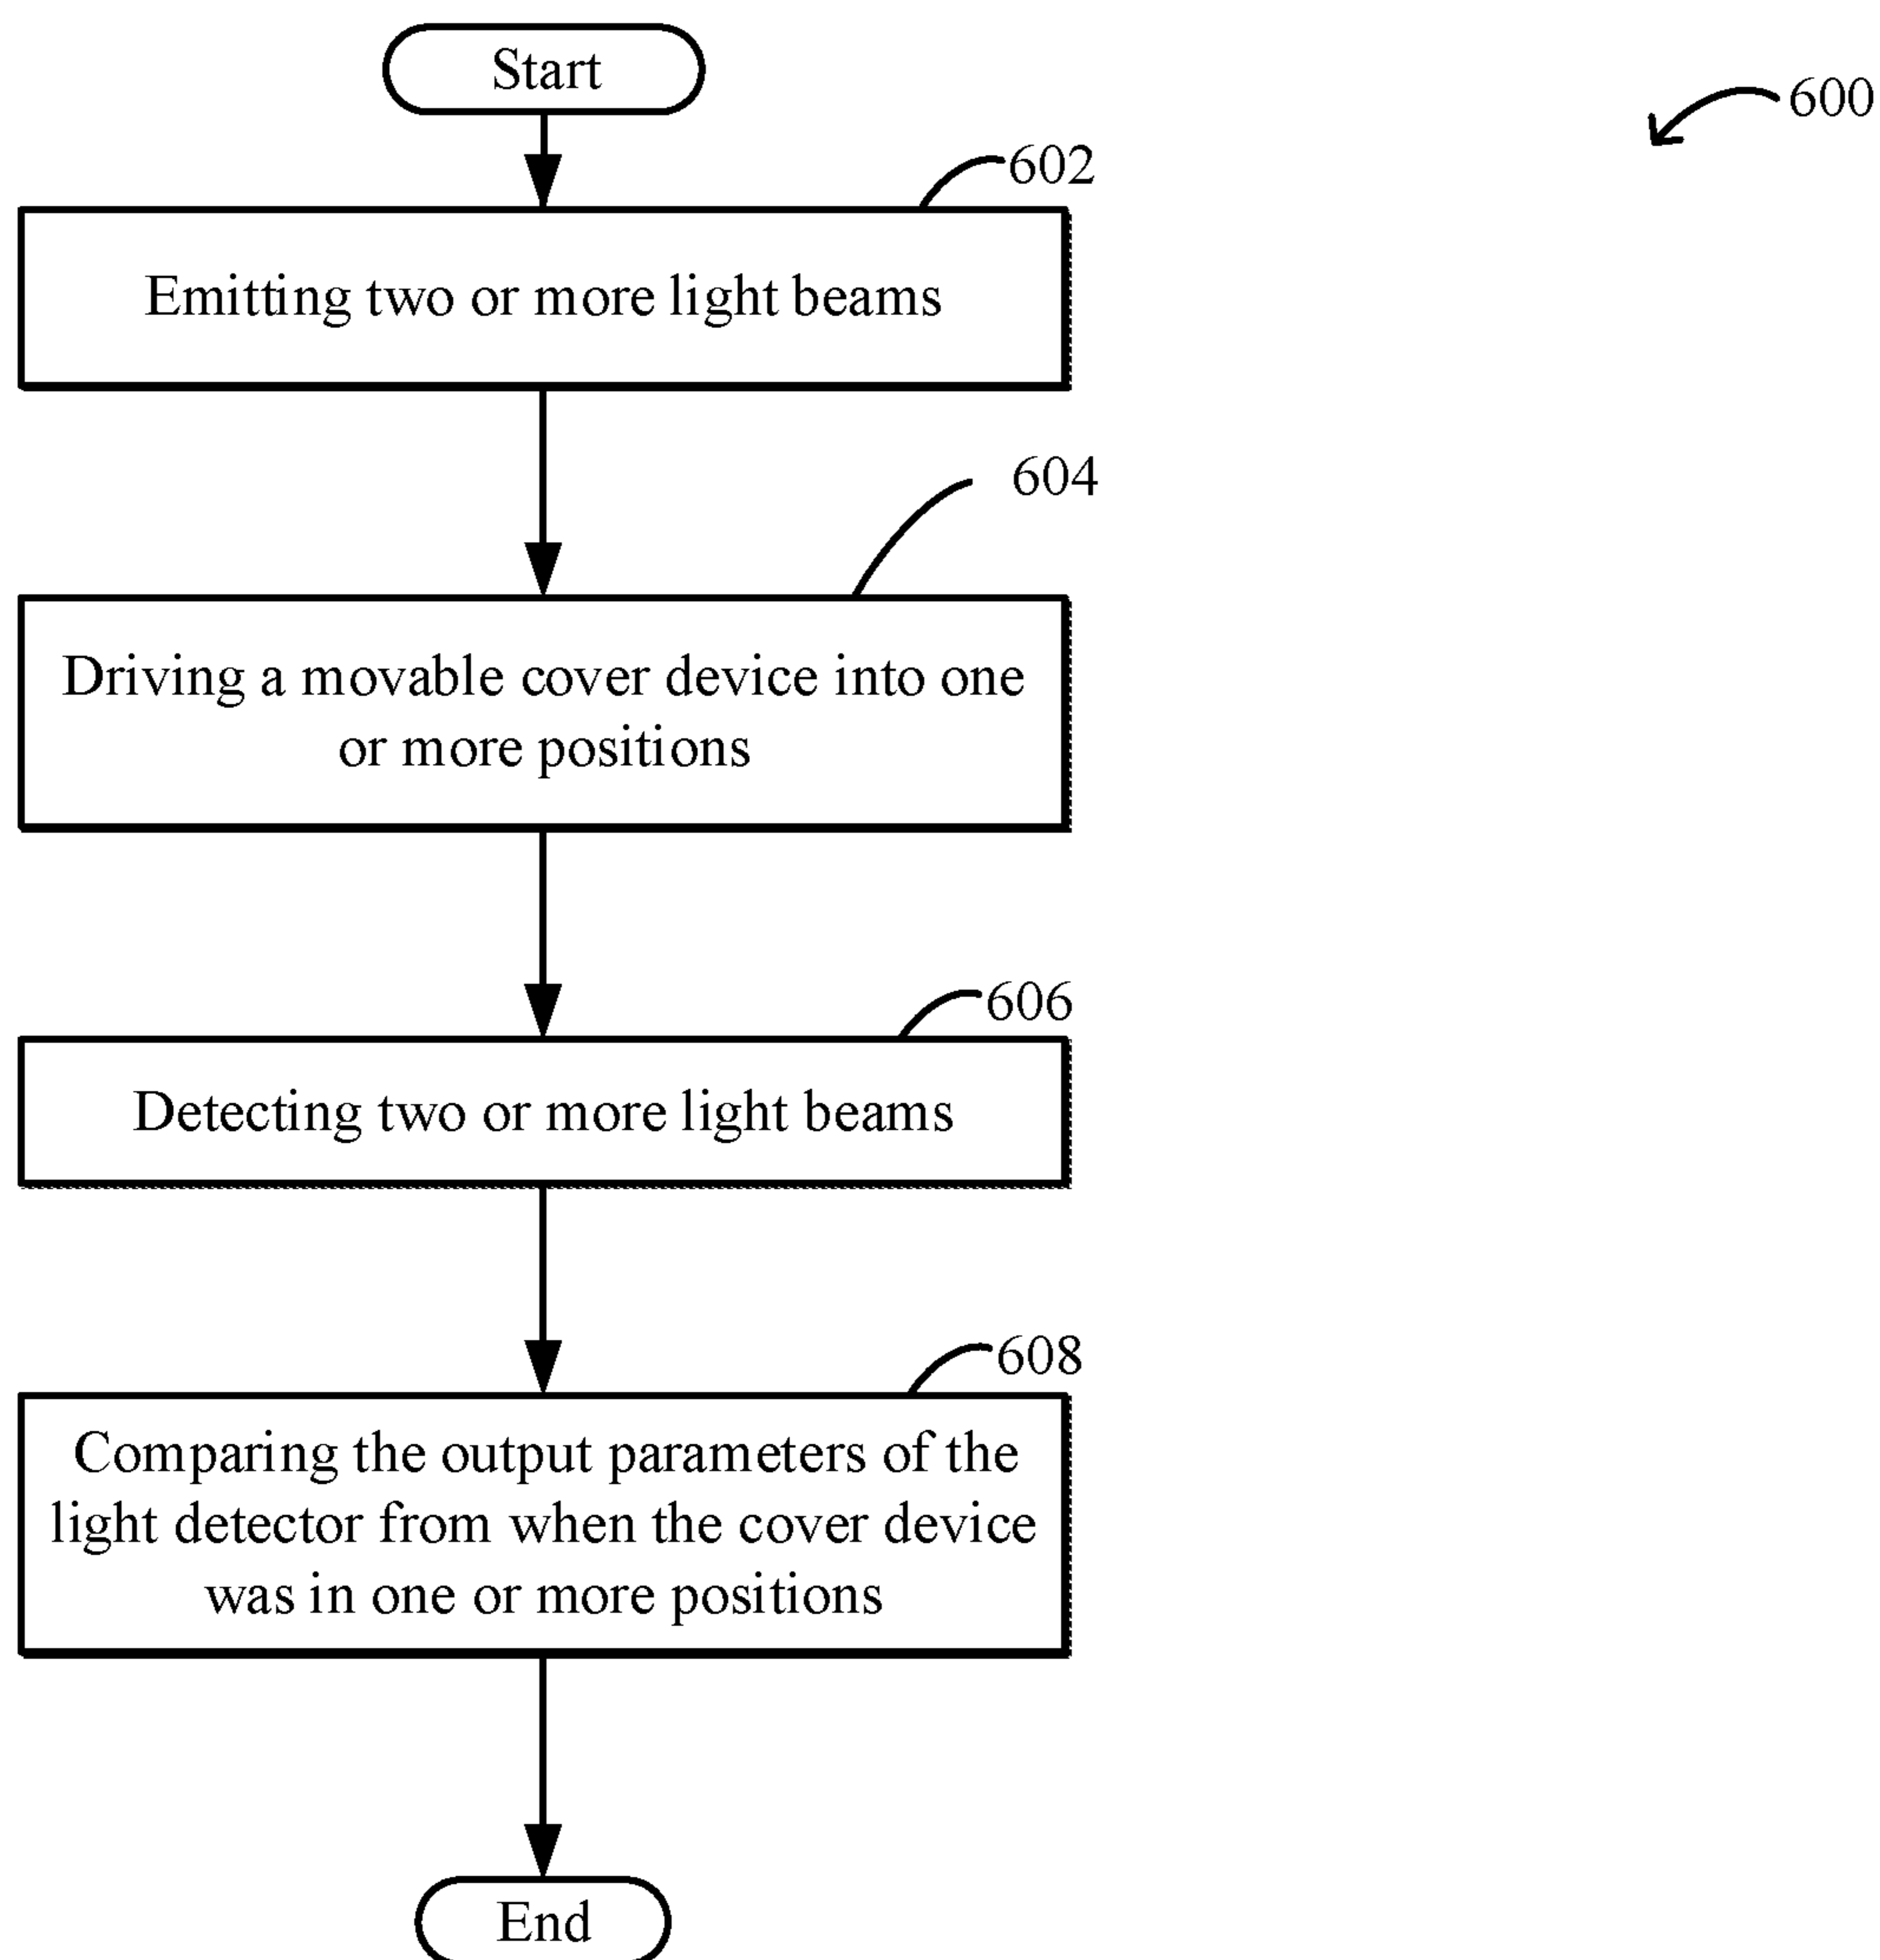 Start
600
602
Emitting two or more light beams
604
Driving a movable cover device into one
or more positions
606
Detecting two or more light beams
608
Comparing the output parameters of the
light detector from when the cover device
was in one or more positions
End